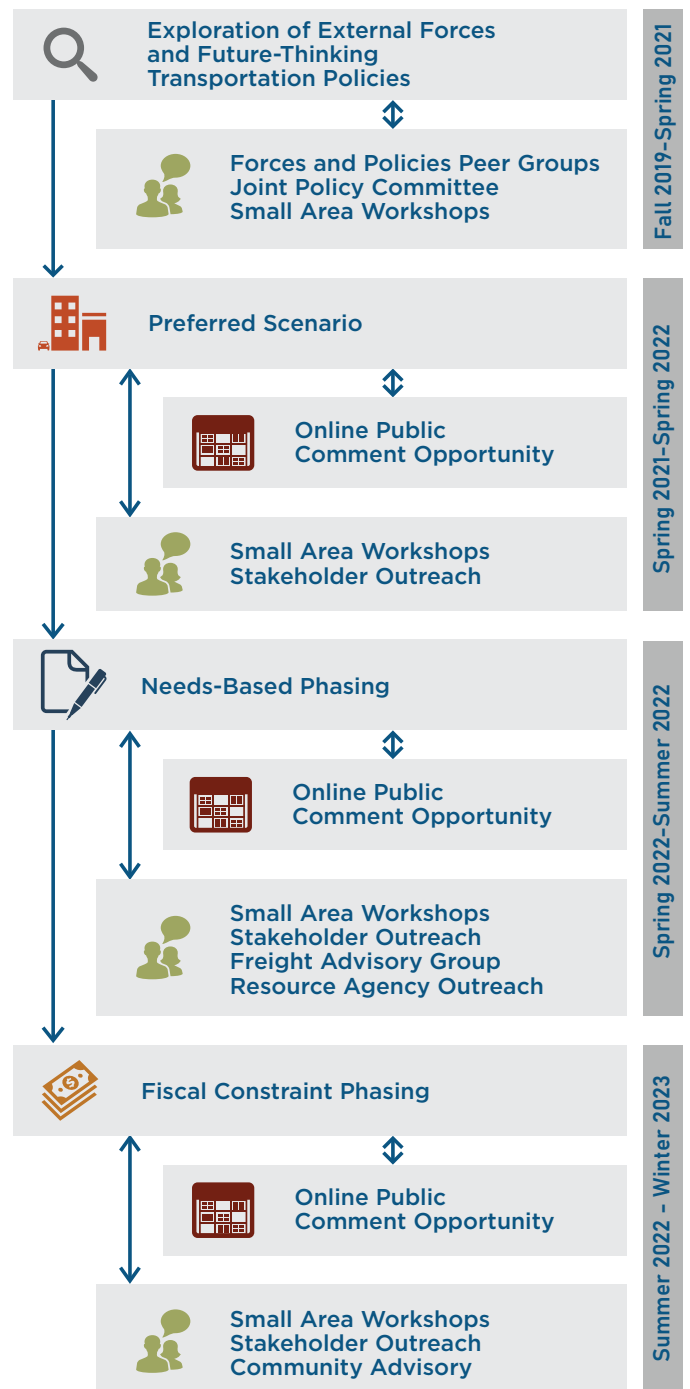 Exploration of External Forces
and Future-Thinking
Transportation Policies
Forces and Policies Peer Groups
Joint Policy Committee
Small Area Workshops
Fall 2019–Spring 2021
Preferred Scenario
Online Public
Comment Opportunity
Small Area Workshops
Stakeholder Outreach
Spring 2021–Spring 2022
Needs-Based Phasing
Online Public
Comment Opportunity
Small Area Workshops
Stakeholder Outreach
Freight Advisory Group
Resource Agency Outreach
Spring 2022–Summer 2022
Fiscal Constraint Phasing
Online Public
Comment Opportunity
Small Area Workshops
Stakeholder Outreach
Community Advisory
Summer 2022 – Winter 2023